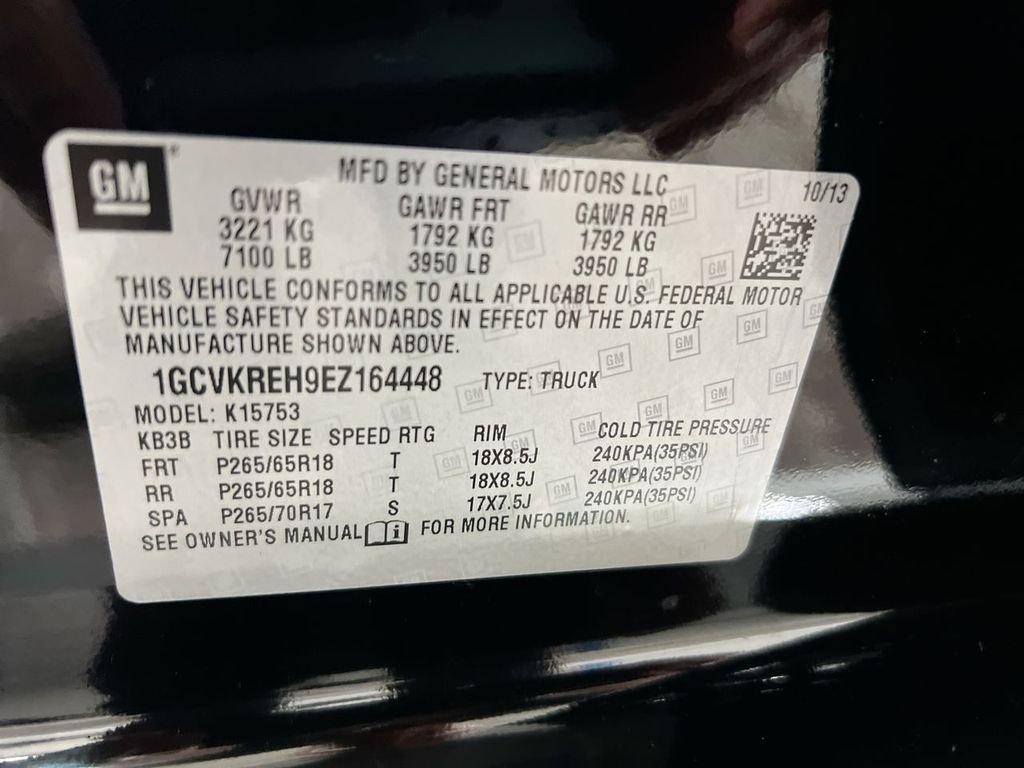 GM
MFD BY GENERAL MOTORS LLC
10/13
GVWR GAWR FRT GAWR RR
3221 KG 1792 KG 1792 KG
7100 LB 3950 LB 3950 LB
THIS VEHICLE CONFORMS TO ALL APPLICABLE U.S. FEDERAL MOTOR
VEHICLE SAFETY STANDARDS IN EFFECT ON THE DATE OF
MANUFACTURE SHOWN ABOVE.
1GCVKREH9EZ164448 TYPE: TRUCK
MODEL: K15753
KB3B TIRE SIZE SPEED RTG RIM COLD TIRE PRESSURE
FRT P265/65R18 T 18X8.5J 240KPA(35PSI)
RR P265/65R18 T 18X8.5J 240KPA(35PSI)
SPA P265/70R17 S 17X7.5J 240KPA(35PSI)
SEE OWNER'S MANUAL i FOR MORE INFORMATION.